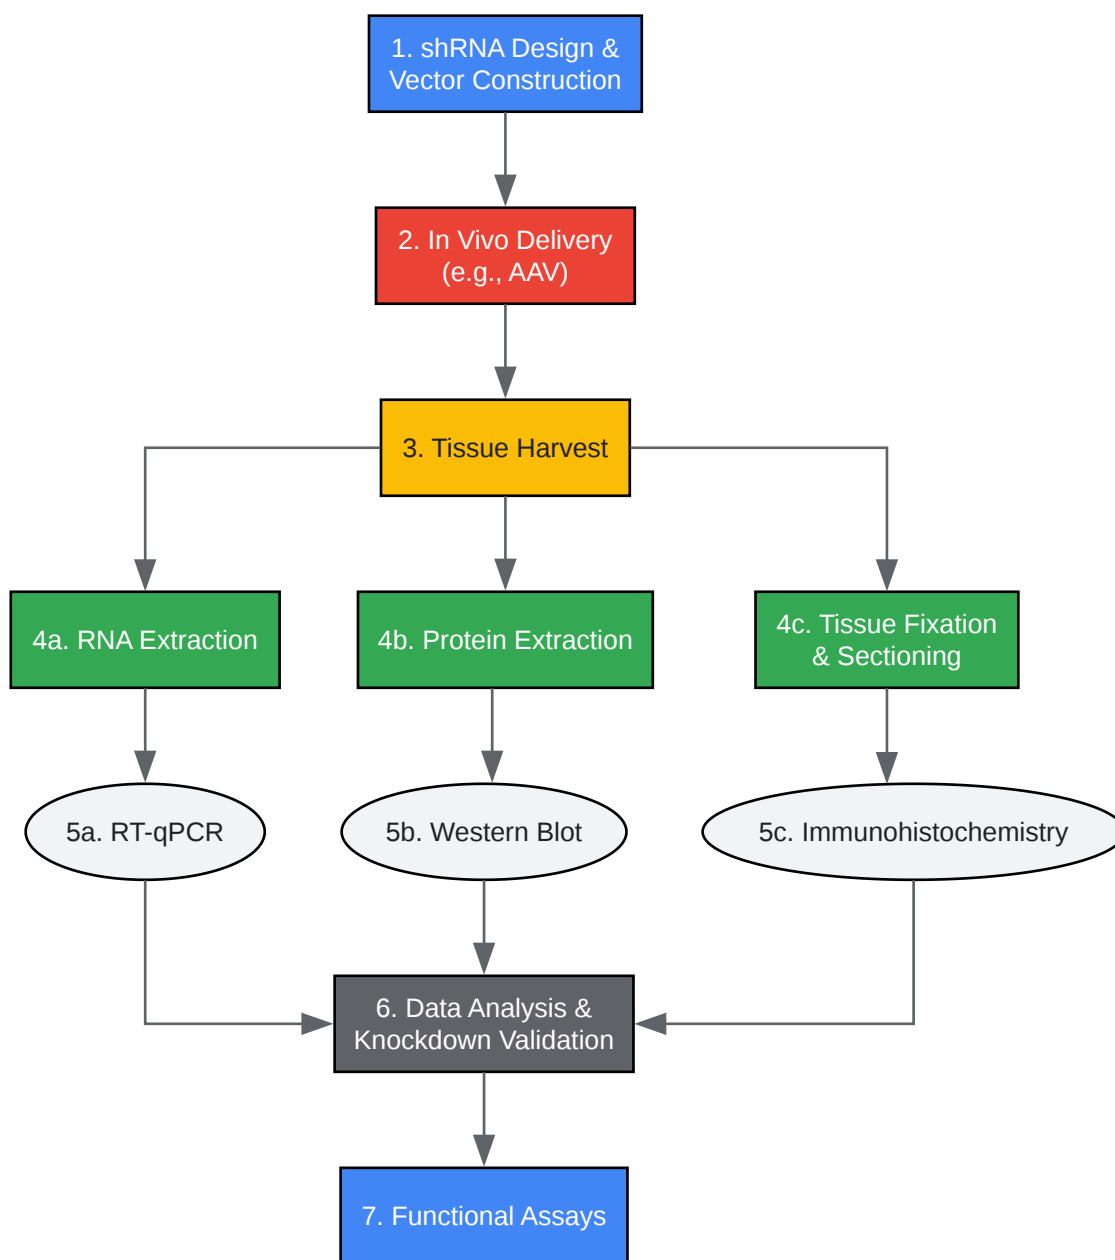 1. shRNA Design &
Vector Construction
2. In Vivo Delivery
(e.g., AAV)
3. Tissue Harvest
4a. RNA Extraction
4b. Protein Extraction
4c. Tissue Fixation
& Sectioning
5a. RT-qPCR
5b. Western Blot
5c. Immunohistochemistry
6. Data Analysis &
Knockdown Validation
7. Functional Assays